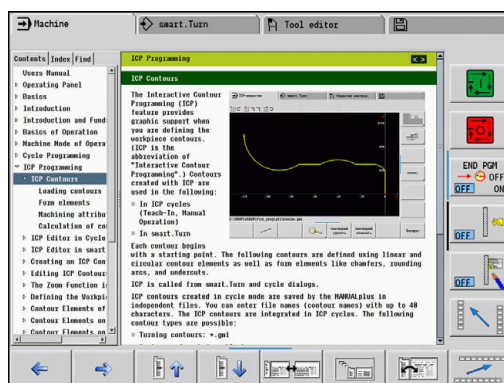 Machine
smart.Turn
Tool editor
Contents Index Find
Users Manual
Operating Panel
Basics
Introduction
Introduction and Fund
Basics of Operation
Machine Mode of Opera
Cycle Programming
ICP Programming
ICP Contours
Loading contours
Form elements
Machining attribu
Calculation of co
ICP Editor in Cycle
ICP Editor in smart
Creating an ICP Con
Editing ICP Contour
The Zoom Function i
Defining the Workpi
Contour Elements of
Contour Elements on
Contour Elements on
ICP Programming
ICP Contours
The Interactive Contour
Programming (ICP)
feature provides
graphic support when
you are defining the
workpiece contours.
(ICP is the
abbreviation of
"Interactive Contour
Programming".) Contours
created with ICP are
used in the following:
In ICP cycles
(Teach-In, Manual
Operation)
In smart.Turn
Each contour begins
with a starting point. The following contours are defined using linear and
circular contour elements as well as form elements like chamfers, rounding
arcs, and undercuts.
ICP is called from smart.Turn and cycle dialogs.
ICP contours created in cycle mode are saved by the MANUALplus in
independent files. You can enter file names (contour names) with up to 40
characters. The ICP contours are integrated in ICP cycles. The following
contour types are possible:
Turning contours: *.gmi
END PGM
OFF
OFF ON
OFF